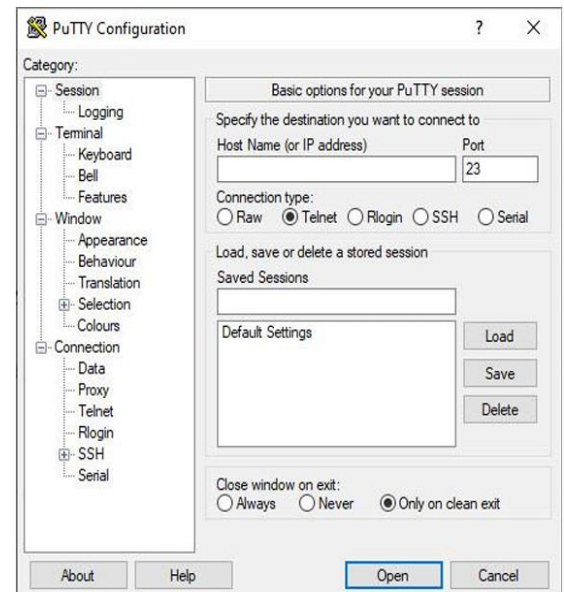 PuTTY Configuration ? X
Category:
Session
Logging
Terminal
Keyboard
Bell
Features
Window
Appearance
Behaviour
Translation
Selection
Colours
Connection
Data
Proxy
Telnet
Rlogin
SSH
Serial
Basic options for your PuTTY session
Specify the destination you want to connect to
Host Name (or IP address) Port
23
Connection type:
Raw Telnet Rlogin SSH Serial
Load, save or delete a stored session
Saved Sessions
Default Settings
Load
Save
Delete
Close window on exit:
Always Never Only on clean exit
About Help Open Cancel